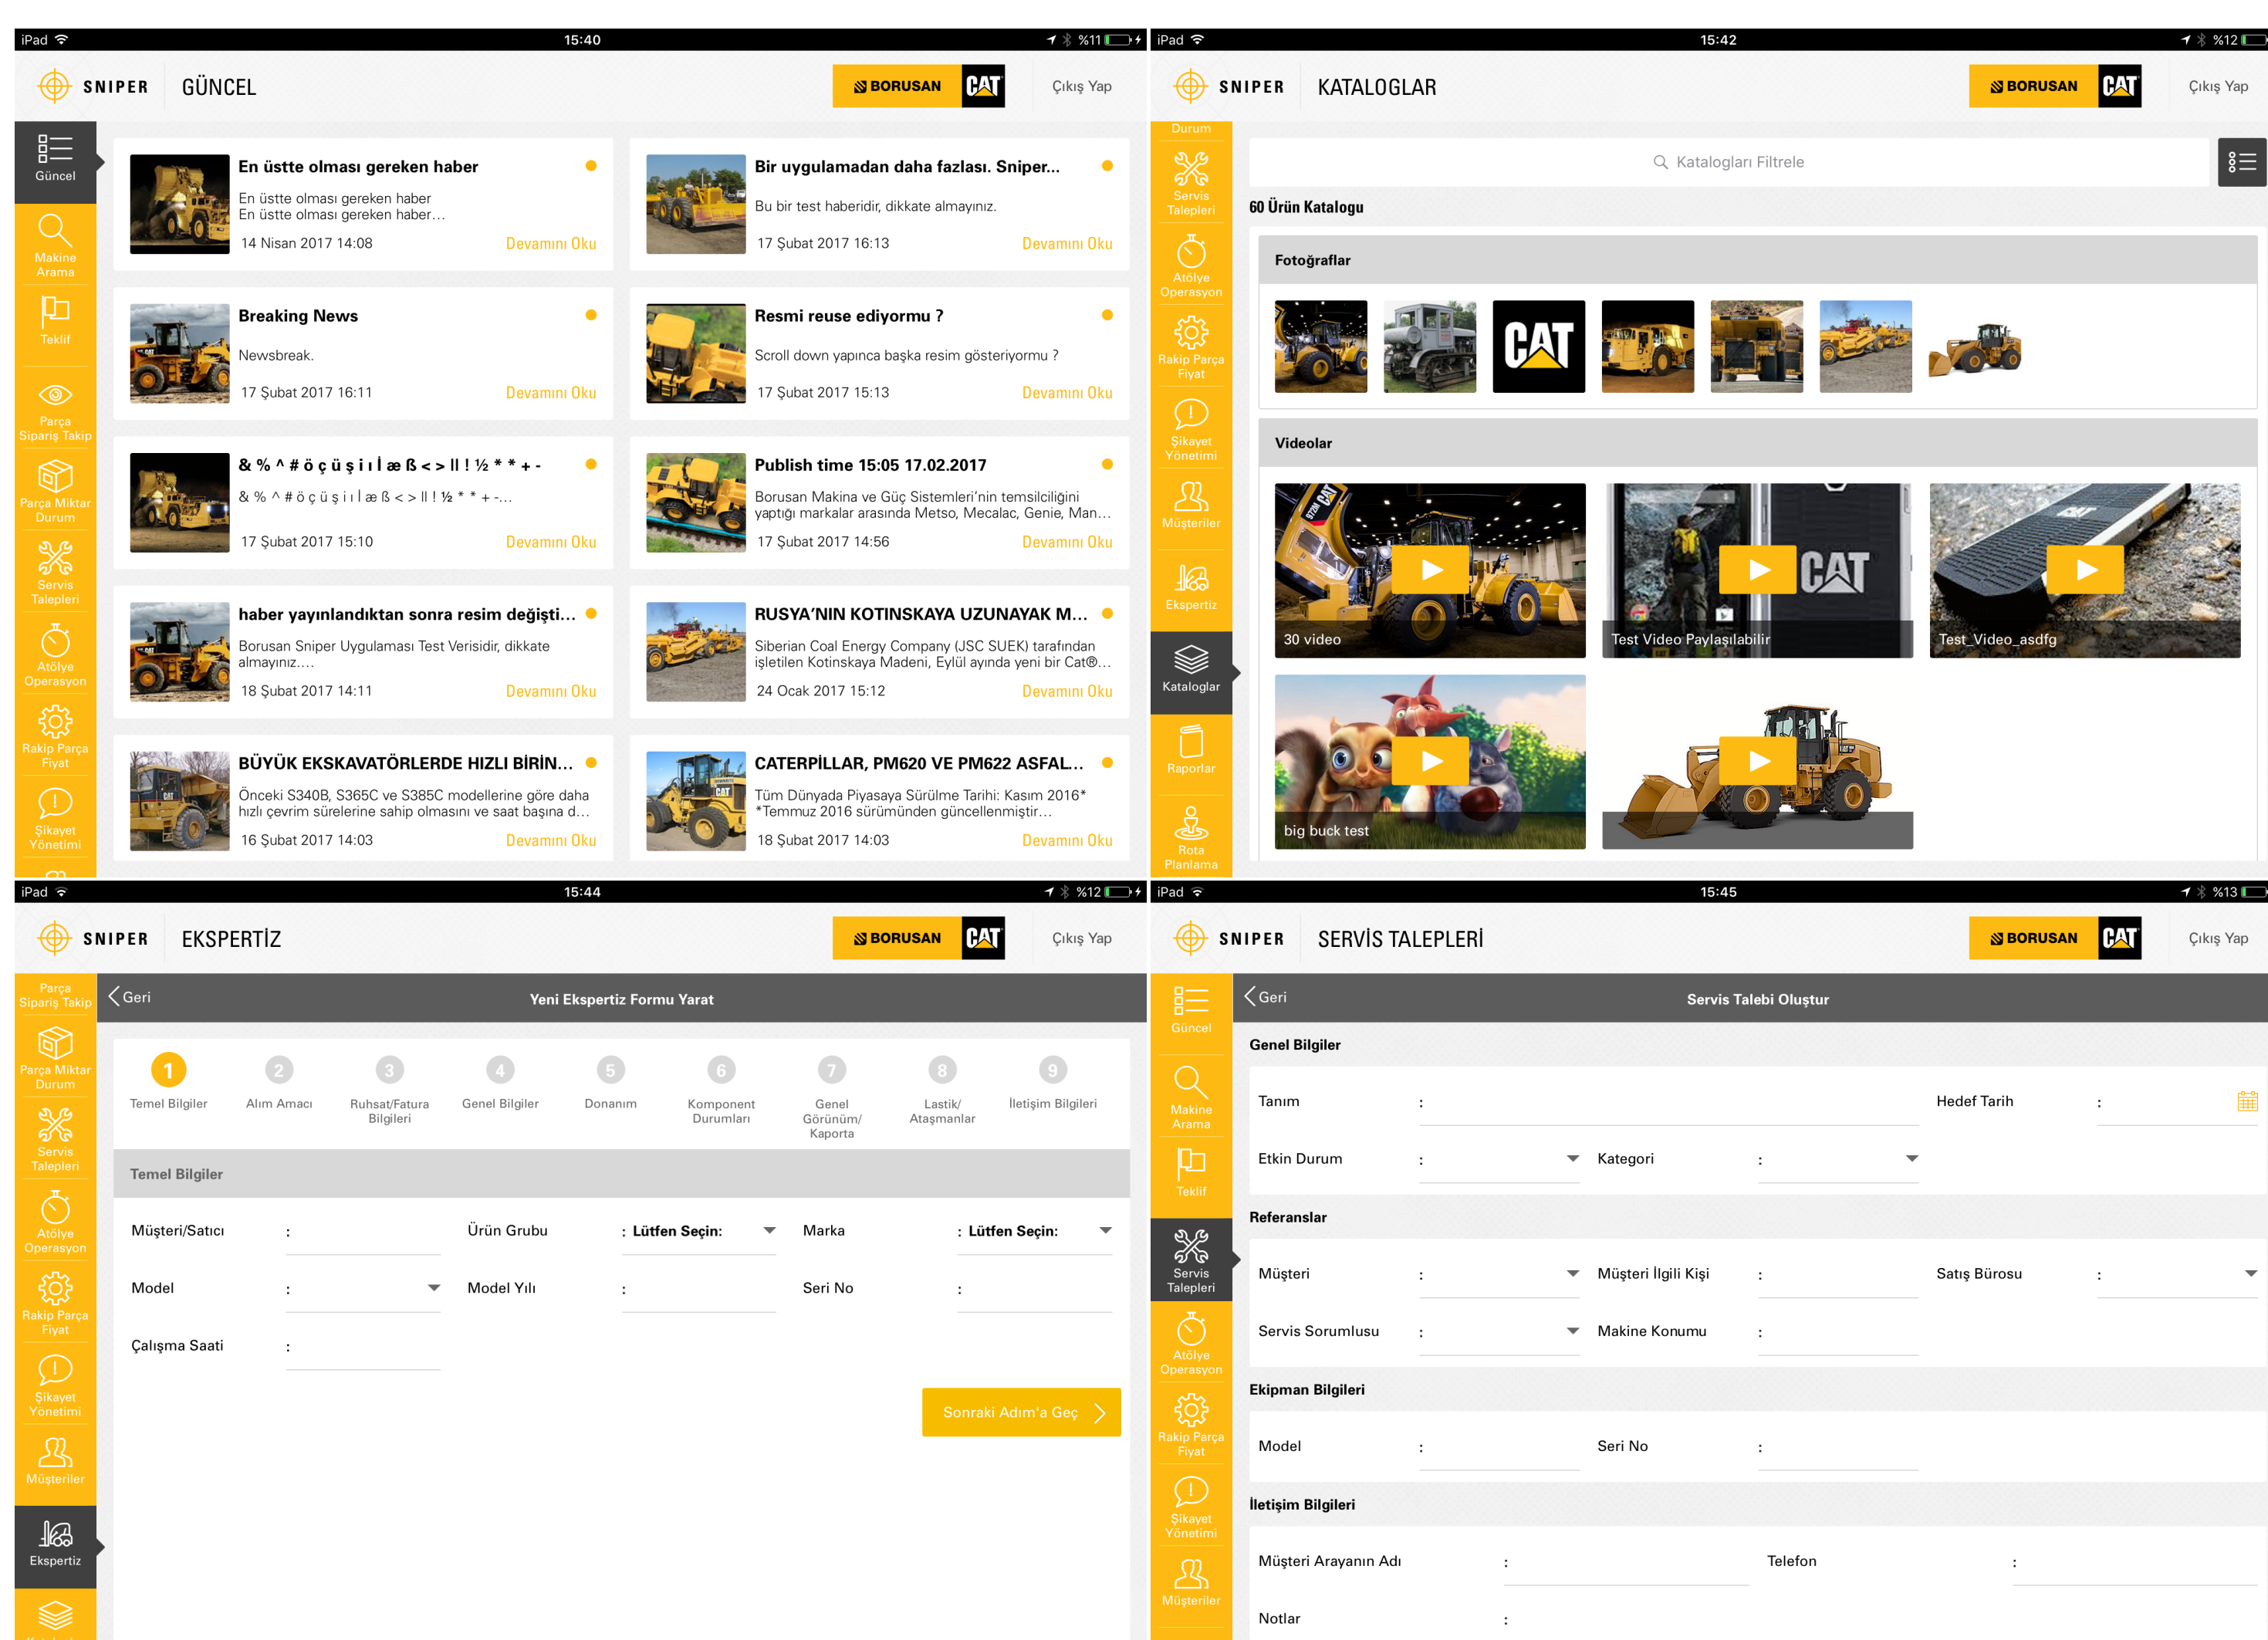 iPad
15:40
%11
SNIPER
GÜNCEL
BORUSAN CAT
Çıkış Yap
Güncel
Makine
Arama
Teklif
Parça
Sipariş Takip
Parça Miktar
Durum
Servis
Talepleri
Atölye
Operasyon
Rakip Parça
Fiyat
Şikayet
Yönetimi
En üstte olması gereken haber
En üstte olması gereken haber
En üstte olması gereken haber...
14 Nisan 2017 14:08
Devamını Oku
Bir uygulamadan daha fazlası. Sniper...
Bu bir test haberidir, dikkate almayınız.
17 Şubat 2017 16:13
Devamını Oku
Breaking News
Newsbreak.
17 Şubat 2017 16:11
Devamını Oku
Resmi reuse ediyormu ?
Scroll down yapınca başka resim gösteriyormu ?
17 Şubat 2017 15:13
Devamını Oku
& % ^ # ö ç ü ş i ı İ æ ß < > || ! ½ * * + -
& % ^ # ö ç ü ş i ı İ æ ß < > || ! ½ * * + -...
17 Şubat 2017 15:10
Devamını Oku
Publish time 15:05 17.02.2017
Borusan Makina ve Güç Sistemleri’nin temsilciliğini
yaptığı markalar arasında Metso, Mecalac, Genie, Man...
17 Şubat 2017 14:56
Devamını Oku
haber yayınlandıktan sonra resim değişti...
Borusan Sniper Uygulaması Test Verisidir, dikkate
almayınız....
18 Şubat 2017 14:11
Devamını Oku
RUSYA’NIN KOTINSKAYA UZUNAYAK M...
Siberian Coal Energy Company (JSC SUEK) tarafından
işletilen Kotinskaya Madeni, Eylül ayında yeni bir Cat®...
24 Ocak 2017 15:12
Devamını Oku
BÜYÜK EKSKAVATÖRLERDE HIZLI BİRİN...
Önceki S340B, S365C ve S385C modellerine göre daha
hızlı çevrim sürelerine sahip olmasını ve saat başına d...
16 Şubat 2017 14:03
Devamını Oku
CATERPİLLAR, PM620 VE PM622 ASFAL...
Tüm Dünyada Piyasaya Sürülme Tarihi: Kasım 2016*
*Temmuz 2016 sürümünden güncellenmiştir...
18 Şubat 2017 14:03
Devamını Oku
iPad
15:42
%12
SNIPER
KATALOGLAR
BORUSAN CAT
Çıkış Yap
Durum
Servis
Talepleri
Atölye
Operasyon
Rakip Parça
Fiyat
Şikayet
Yönetimi
Müşteriler
Ekspertiz
Kataloglar
Raporlar
Rota
Planlama
Katalogları Filtrele
60 Ürün Katalogu
Fotoğraflar
CAT
Videolar
972M CAT
30 video
CAT
Test Video Paylaşılabilir
CAT
Test_Video_asdfg
big buck test
iPad
15:44
%12
SNIPER
EKSPERTİZ
BORUSAN CAT
Çıkış Yap
Parça
Sipariş Takip
Parça Miktar
Durum
Servis
Talepleri
Atölye
Operasyon
Rakip Parça
Fiyat
Şikayet
Yönetimi
Müşteriler
Ekspertiz
Geri
Yeni Ekspertiz Formu Yarat
1
Temel Bilgiler
2
Alım Amacı
3
Ruhsat/Fatura
Bilgileri
4
Genel Bilgiler
5
Donanım
6
Komponent
Durumları
7
Genel
Görünüm/
Kaporta
8
Lastik/
Ataşmanlar
9
İletişim Bilgileri
Temel Bilgiler
Müşteri/Satıcı :
Ürün Grubu : Lütfen Seçin:
Marka : Lütfen Seçin:
Model :
Model Yılı :
Seri No :
Çalışma Saati :
Sonraki Adım'a Geç
iPad
15:45
%13
SNIPER
SERVİS TALEPLERİ
BORUSAN CAT
Çıkış Yap
Güncel
Makine
Arama
Teklif
Servis
Talepleri
Atölye
Operasyon
Rakip Parça
Fiyat
Şikayet
Yönetimi
Müşteriler
Geri
Servis Talebi Oluştur
Genel Bilgiler
Tanım :
Hedef Tarih :
Etkin Durum :
Kategori :
Referanslar
Müşteri :
Müşteri İlgili Kişi :
Satış Bürosu :
Servis Sorumlusu :
Makine Konumu :
Ekipman Bilgileri
Model :
Seri No :
İletişim Bilgileri
Müşteri Arayanın Adı :
Telefon :
Notlar :